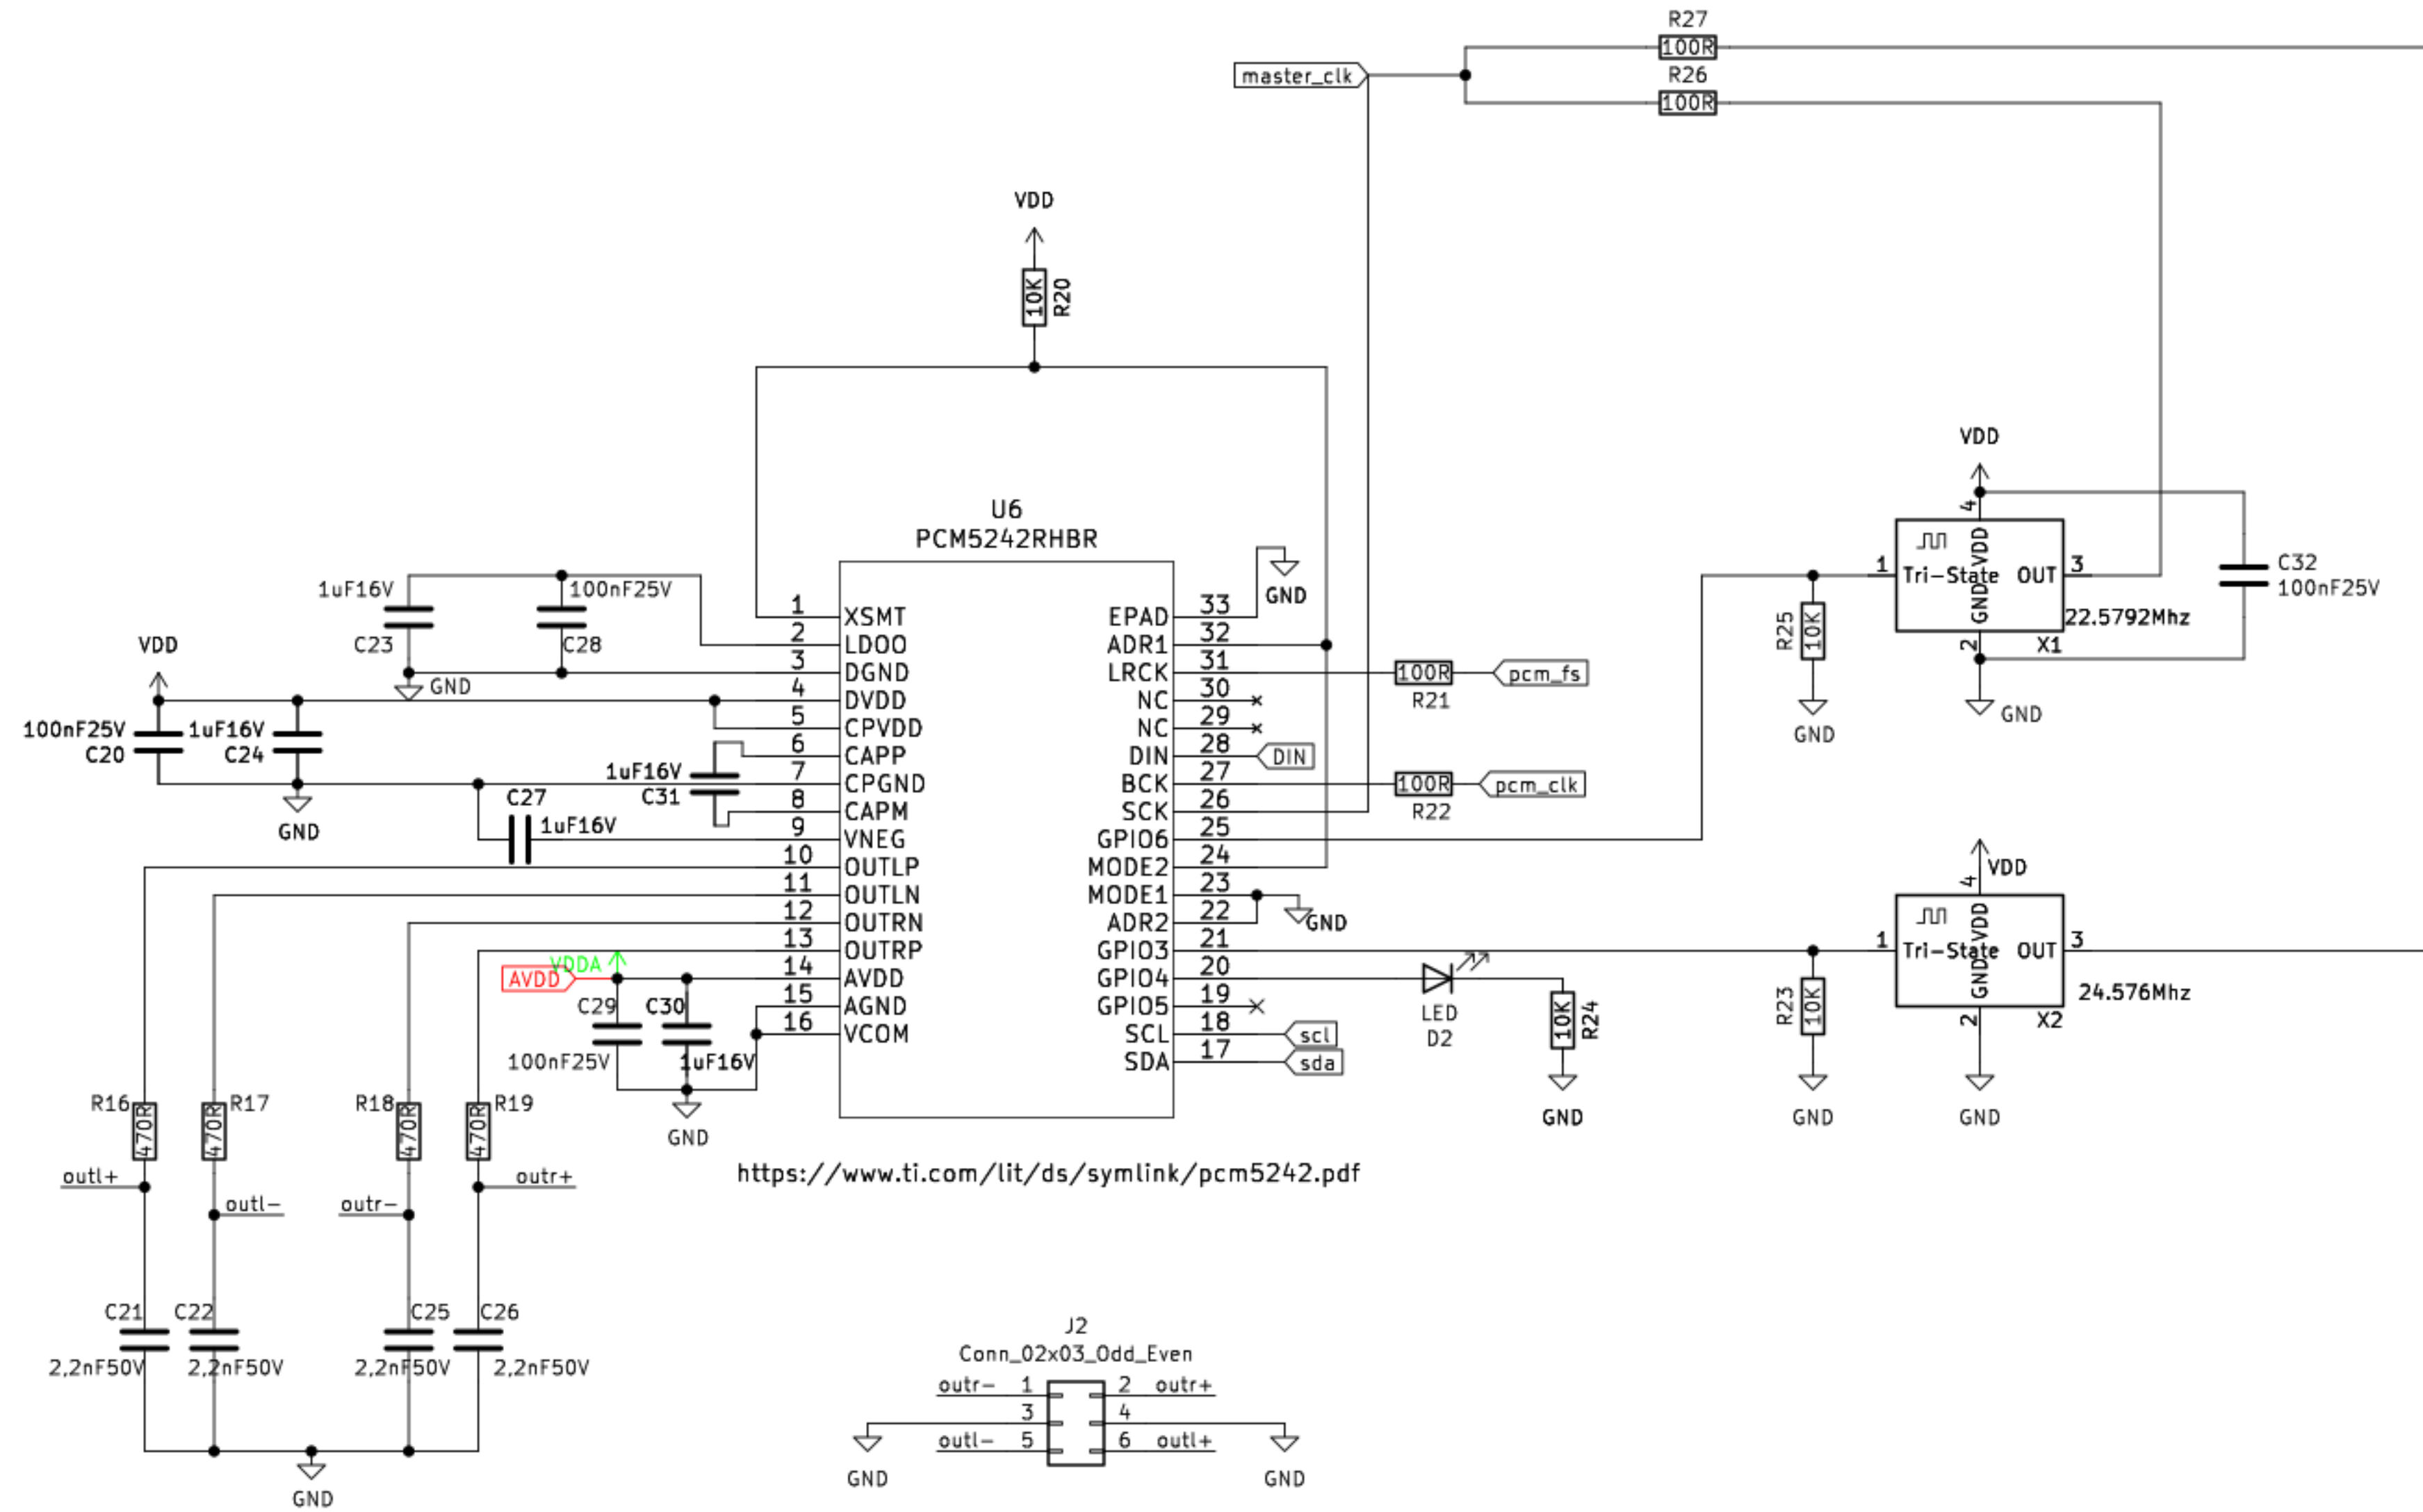 R27
100R
master_clk
R26
100R
VDD
10K
R20
VDD
U6
PCM5242RHBR
4
VDD
GND
1
Tri-State
OUT
3
C32
100nF25V
22.5792Mhz
2
X1
R25
10K
GND
GND
1uF16V
100nF25V
C23
C28
GND
VDD
100nF25V
C20
1uF16V
C24
GND
1uF16V
C31
C27
1uF16V
1 XSMT
2 LDOO
3 DGND
4 DVDD
5 CPVDD
6 CAPP
7 CPGND
8 CAPM
9 VNEG
10 OUTLP
11 OUTLN
12 OUTRN
13 OUTRP
14 AVDD
15 AGND
16 VCOM
GND
EPAD 33
ADR1 32
LRCK 31
NC 30
NC 29
DIN 28
BCK 27
SCK 26
GPIO6 25
MODE2 24
MODE1 23
ADR2 22
GPIO3 21
GPIO4 20
GPIO5 19
SCL 18
SDA 17
100R
R21
pcm_fs
DIN
100R
R22
pcm_clk
GND
scl
sda
LED
D2
10K
R24
GND
VDD
4
VDD
GND
1
Tri-State
OUT
3
24.576Mhz
2
X2
R23
10K
GND
GND
VDDA
AVDD
C29
C30
100nF25V
1uF16V
GND
R16
470R
R17
470R
R18
470R
R19
470R
outl+
outl-
outr-
outr+
https://www.ti.com/lit/ds/symlink/pcm5242.pdf
C21
C22
C25
C26
2,2nF50V
2,2nF50V
2,2nF50V
2,2nF50V
GND
J2
Conn_02x03_Odd_Even
outr- 1
2 outr+
3
4
outl- 5
6 outl+
GND
GND